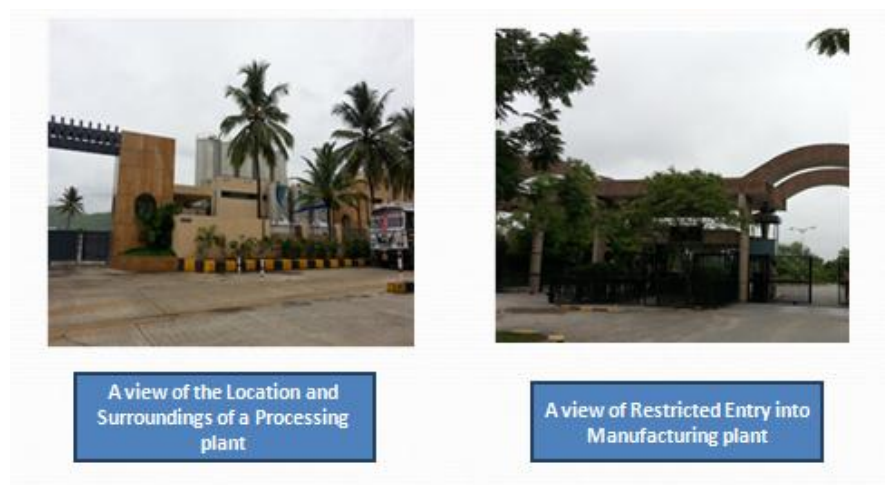 A view of the Location and
Surroundings of a Processing
plant
A view of Restricted Entry into
Manufacturing plant